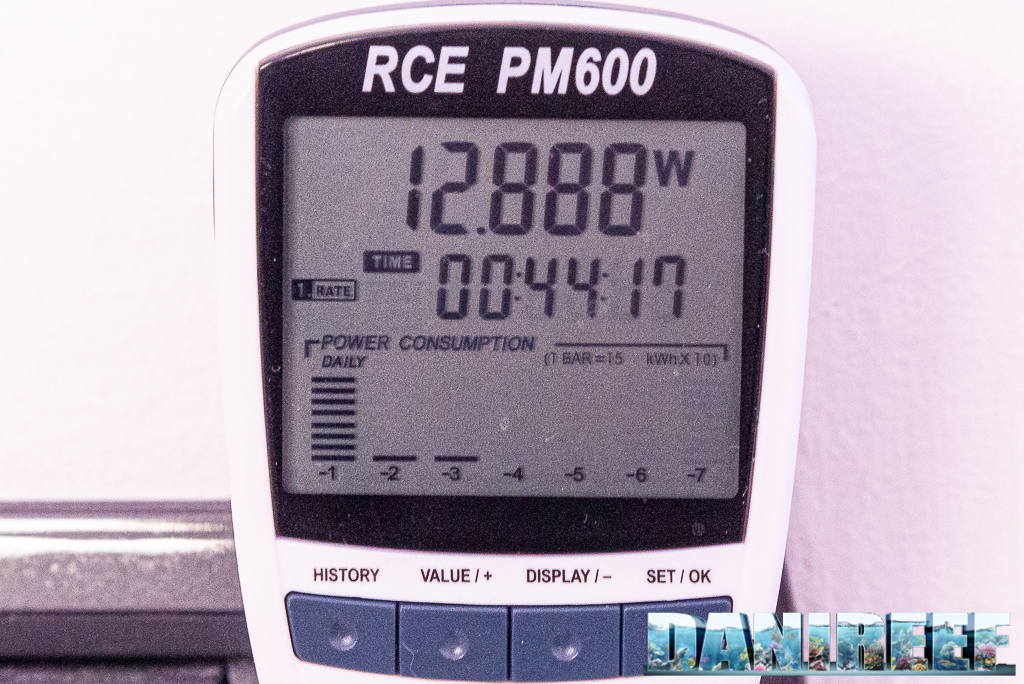 RCE PM600
12.888 W
TIME 00:44:17
1. RATE
POWER CONSUMPTION
DAILY (1 BAR=15 kWh X 10)
-1 -2 -3 -4 -5 -6 -7
HISTORY VALUE / + DISPLAY / – SET / OK
DANIREEF